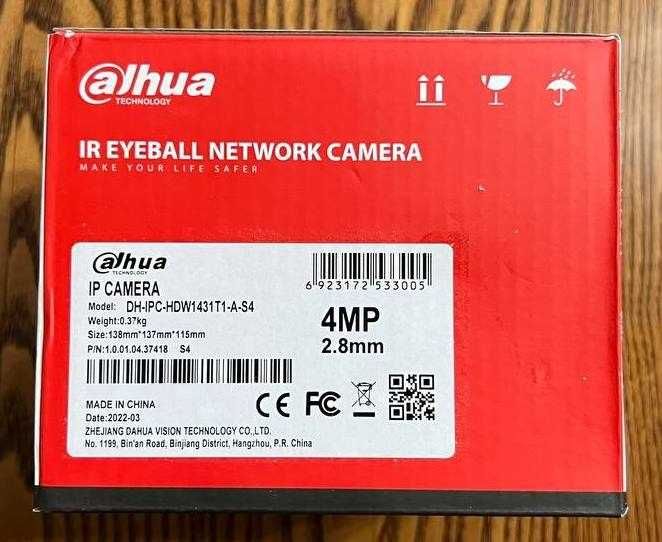 alhua
TECHNOLOGY
IR EYEBALL NETWORK CAMERA
MAKE YOUR LIFE SAFER
alhua
TECHNOLOGY
IP CAMERA
Model: DH-IPC-HDW1431T1-A-S4
Weight:0.37kg
Size:138mm*137mm*115mm
P/N:1.0.01.04.37418 S4
6 923172 533005
4MP
2.8mm
MADE IN CHINA
Date:2022-03
CE FC
ZHEJIANG DAHUA VISION TECHNOLOGY CO.,LTD.
No. 1199, Bin'an Road, Binjiang District, Hangzhou, P.R. China